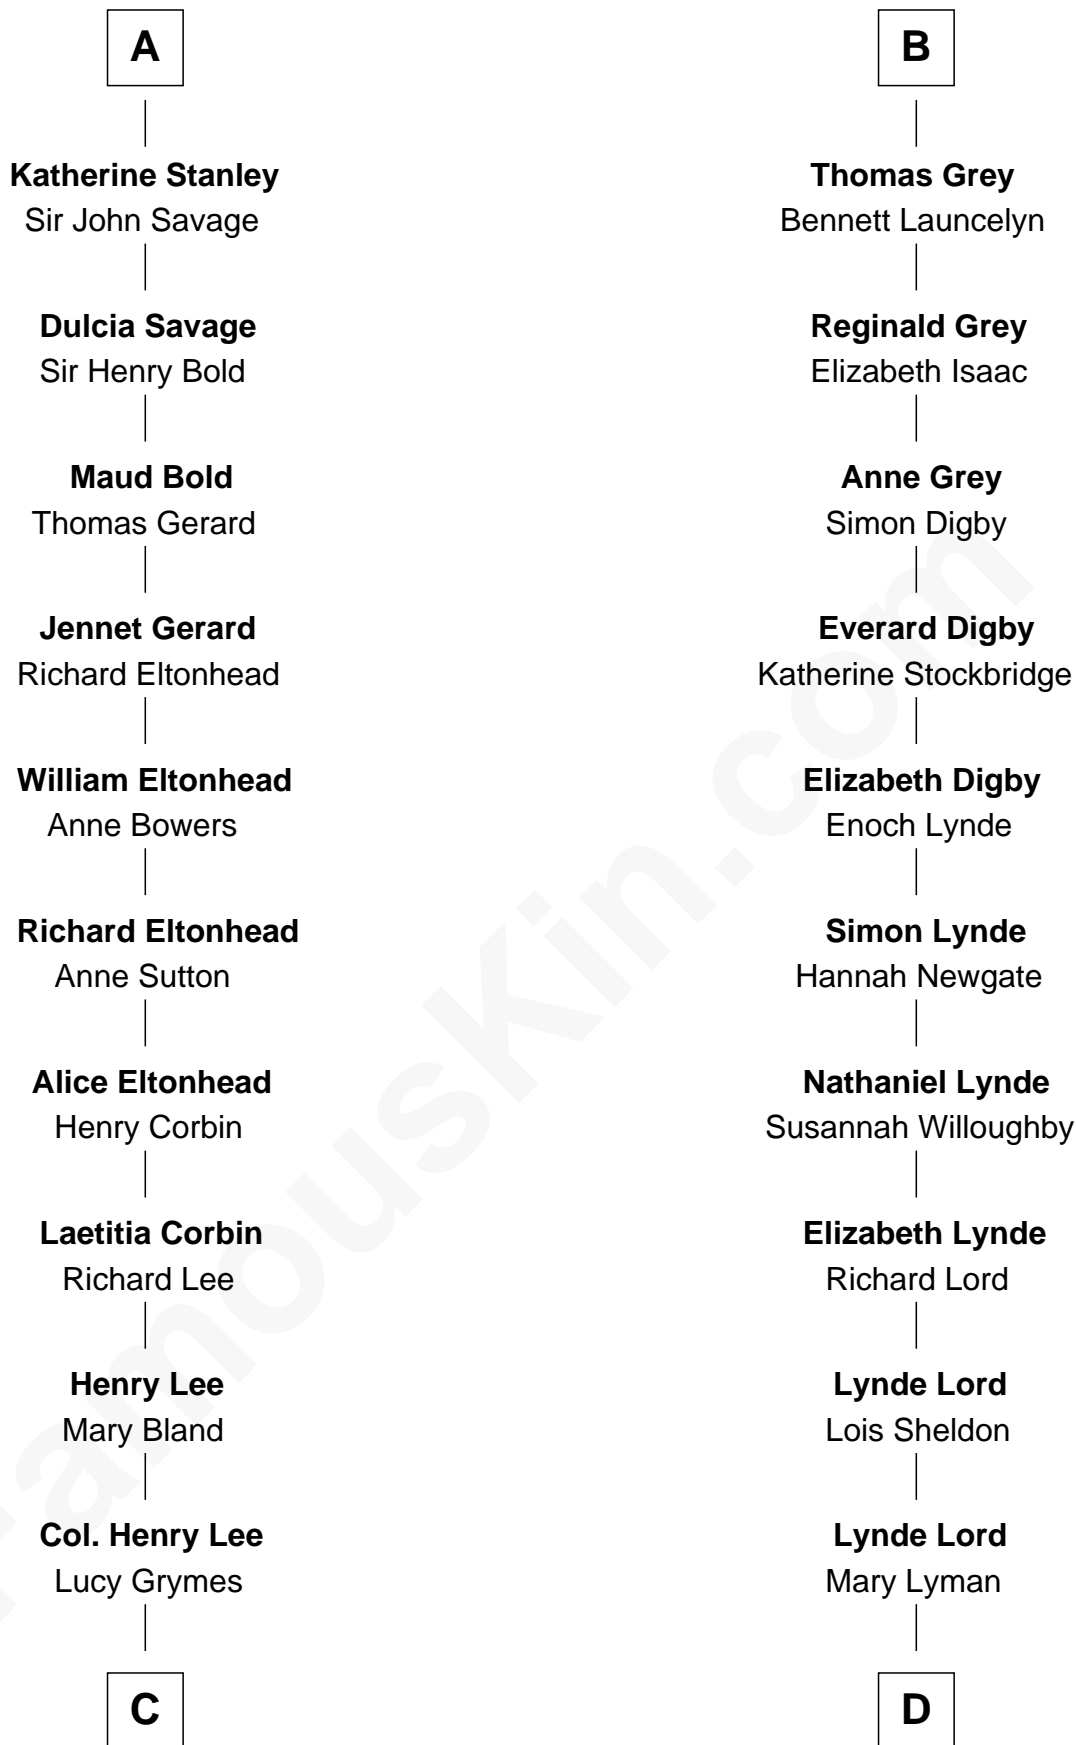 A
Katherine Stanley
Sir John Savage
Dulcia Savage
Sir Henry Bold
Maud Bold
Thomas Gerard
Jennet Gerard
Richard Eltonhead
William Eltonhead
Anne Bowers
Richard Eltonhead
Anne Sutton
Alice Eltonhead
Henry Corbin
Laetitia Corbin
Richard Lee
Henry Lee
Mary Bland
Col. Henry Lee
Lucy Grymes
C
B
Thomas Grey
Bennett Launcelyn
Reginald Grey
Elizabeth Isaac
Anne Grey
Simon Digby
Everard Digby
Katherine Stockbridge
Elizabeth Digby
Enoch Lynde
Simon Lynde
Hannah Newgate
Nathaniel Lynde
Susannah Willoughby
Elizabeth Lynde
Richard Lord
Lynde Lord
Lois Sheldon
Lynde Lord
Mary Lyman
D
FamousKin.com